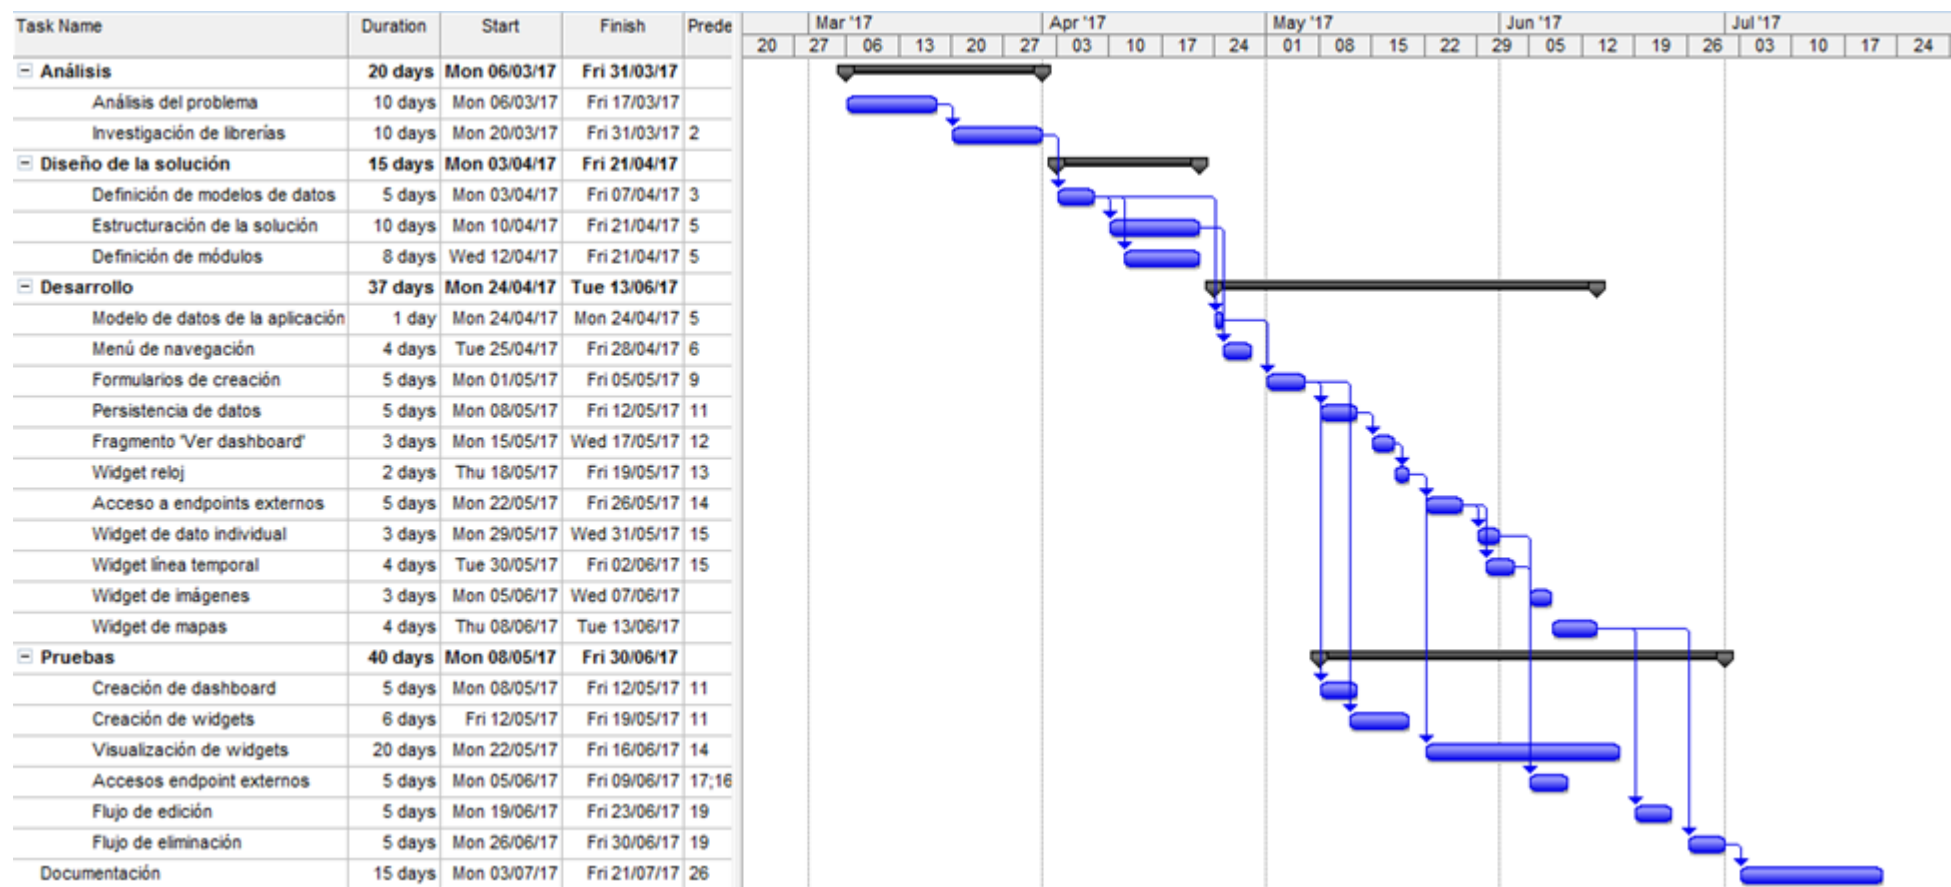 Task Name Duration Start Finish Prede
Mar '17 Apr '17 May '17 Jun '17 Jul '17
20 27 06 13 20 27 03 10 17 24 01 08 15 22 29 05 12 19 26 03 10 17 24
Análisis 20 days Mon 06/03/17 Fri 31/03/17
Análisis del problema 10 days Mon 06/03/17 Fri 17/03/17
Investigación de librerías 10 days Mon 20/03/17 Fri 31/03/17 2
Diseño de la solución 15 days Mon 03/04/17 Fri 21/04/17
Definición de modelos de datos 5 days Mon 03/04/17 Fri 07/04/17 3
Estructuración de la solución 10 days Mon 10/04/17 Fri 21/04/17 5
Definición de módulos 8 days Wed 12/04/17 Fri 21/04/17 5
Desarrollo 37 days Mon 24/04/17 Tue 13/06/17
Modelo de datos de la aplicación 1 day Mon 24/04/17 Mon 24/04/17 5
Menú de navegación 4 days Tue 25/04/17 Fri 28/04/17 6
Formularios de creación 5 days Mon 01/05/17 Fri 05/05/17 9
Persistencia de datos 5 days Mon 08/05/17 Fri 12/05/17 11
Fragmento 'Ver dashboard' 3 days Mon 15/05/17 Wed 17/05/17 12
Widget reloj 2 days Thu 18/05/17 Fri 19/05/17 13
Acceso a endpoints externos 5 days Mon 22/05/17 Fri 26/05/17 14
Widget de dato individual 3 days Mon 29/05/17 Wed 31/05/17 15
Widget línea temporal 4 days Tue 30/05/17 Fri 02/06/17 15
Widget de imágenes 3 days Mon 05/06/17 Wed 07/06/17
Widget de mapas 4 days Thu 08/06/17 Tue 13/06/17
Pruebas 40 days Mon 08/05/17 Fri 30/06/17
Creación de dashboard 5 days Mon 08/05/17 Fri 12/05/17 11
Creación de widgets 6 days Fri 12/05/17 Fri 19/05/17 11
Visualización de widgets 20 days Mon 22/05/17 Fri 16/06/17 14
Accesos endpoint externos 5 days Mon 05/06/17 Fri 09/06/17 17;16
Flujo de edición 5 days Mon 19/06/17 Fri 23/06/17 19
Flujo de eliminación 5 days Mon 26/06/17 Fri 30/06/17 19
Documentación 15 days Mon 03/07/17 Fri 21/07/17 26